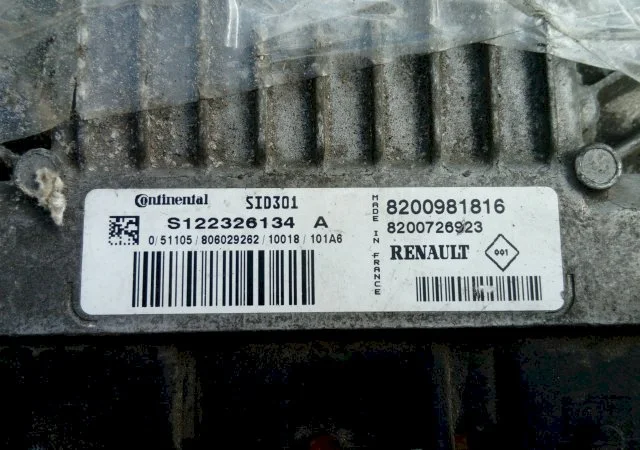 Continental SID301
S122326134 A
0/51105/806029262/10018/101A6
MADE IN FRANCE
8200981816
8200726923
RENAULT 001